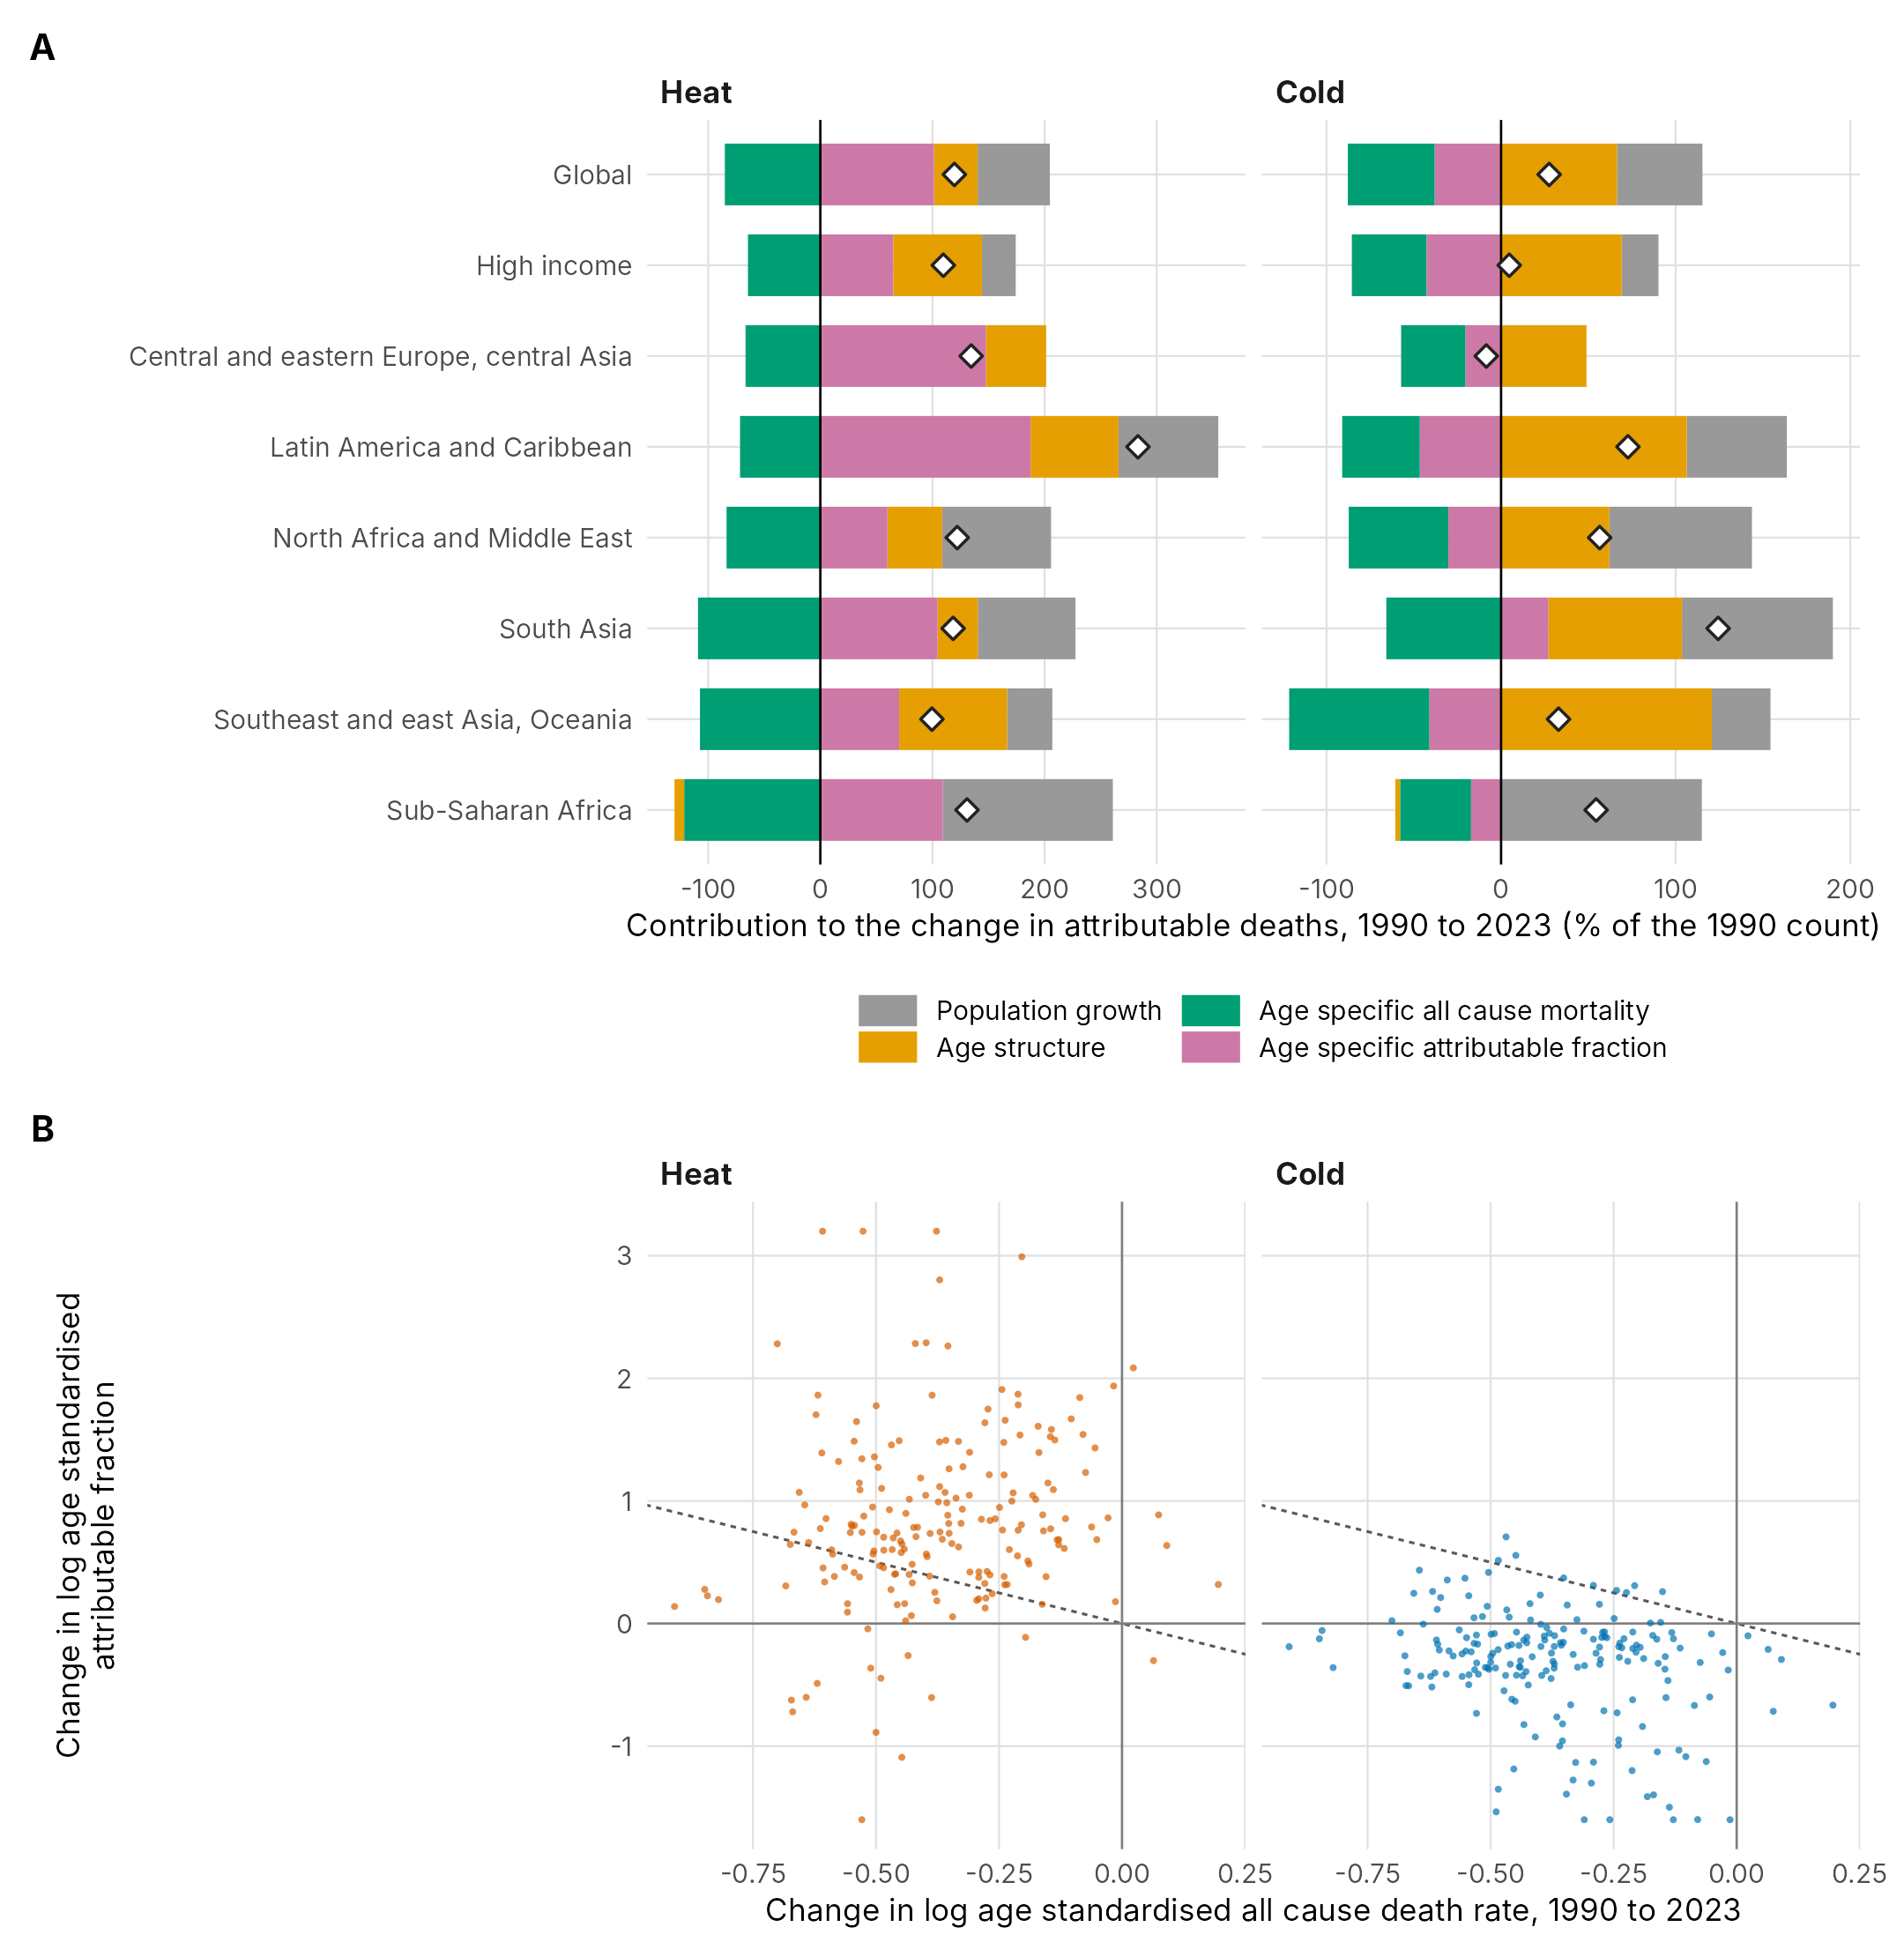 A
Heat
Cold
Global
High income
Central and eastern Europe, central Asia
Latin America and Caribbean
North Africa and Middle East
South Asia
Southeast and east Asia, Oceania
Sub-Saharan Africa
-100 0 100 200 300
-100 0 100 200
Contribution to the change in attributable deaths, 1990 to 2023 (% of the 1990 count)
Population growth
Age structure
Age specific all cause mortality
Age specific attributable fraction
B
Heat
Cold
Change in log age standardised
attributable fraction
3
2
1
0
-1
-0.75 -0.50 -0.25 0.00 0.25
-0.75 -0.50 -0.25 0.00 0.25
Change in log age standardised all cause death rate, 1990 to 2023